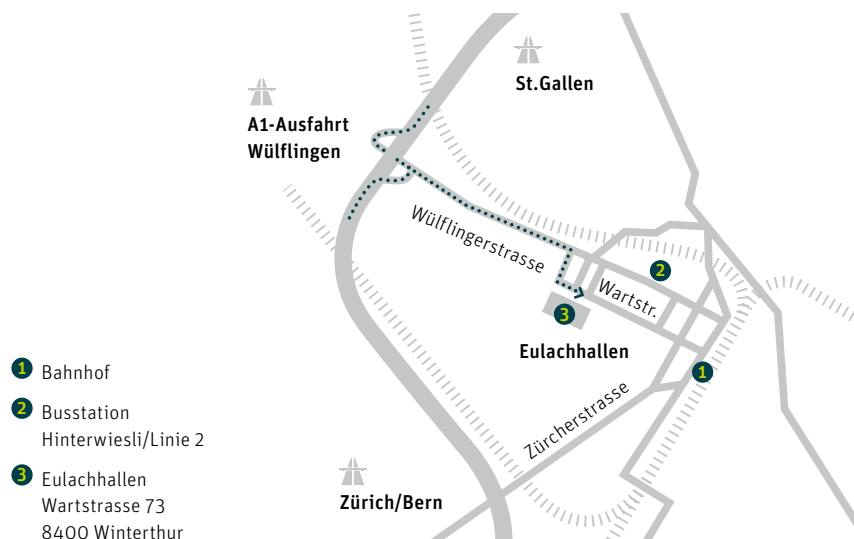 St.Gallen
A1-Ausfahrt
Wülflingen
Wülflingerstrasse
2
Wartstr.
3
Eulachhallen
1
Zürcherstrasse
Zürich/Bern
1 Bahnhof
2 Busstation
Hinterwiesli/Linie 2
3 Eulachhallen
Wartstrasse 73
8400 Winterthur